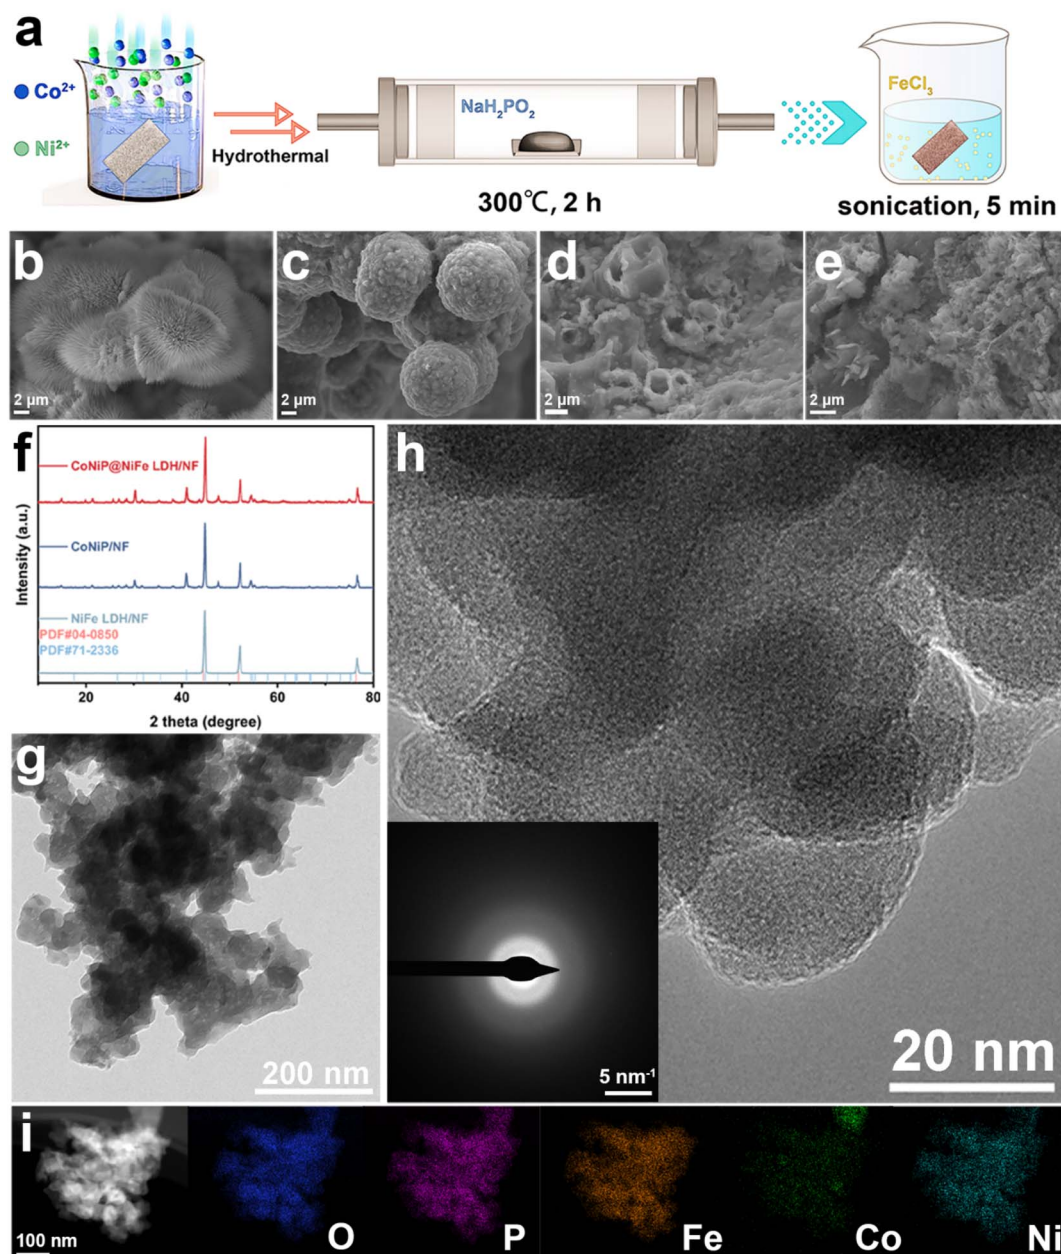 a
Co²⁺
Ni²⁺
Hydrothermal
NaH₂PO₂
300℃, 2 h
FeCl₃
sonication, 5 min
b
2 μm
c
2 μm
d
2 μm
e
2 μm
f
CoNiP@NiFe LDH/NF
CoNiP/NF
NiFe LDH/NF
PDF#04-0850
PDF#71-2336
Intensity (a.u.)
20 40 60 80
2 theta (degree)
g
200 nm
h
5 nm⁻¹
20 nm
i
100 nm
O
P
Fe
Co
Ni